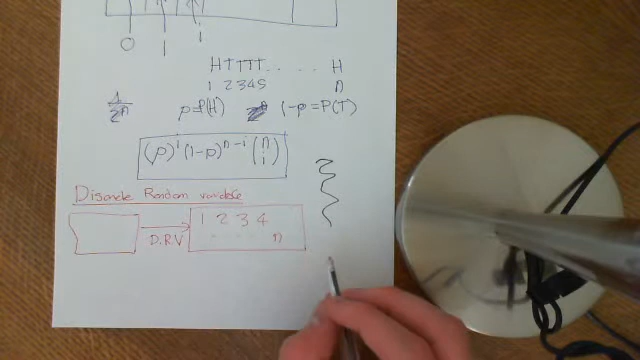 0 1 i
HTTTT..... H
1 2 3 4 5 n
1/2^n p=P(H) 1-p=P(T)
(p)^i (1-p)^{n-i} (n i)
Discrete Random variable
1 2 3 4
D.R.V .... n